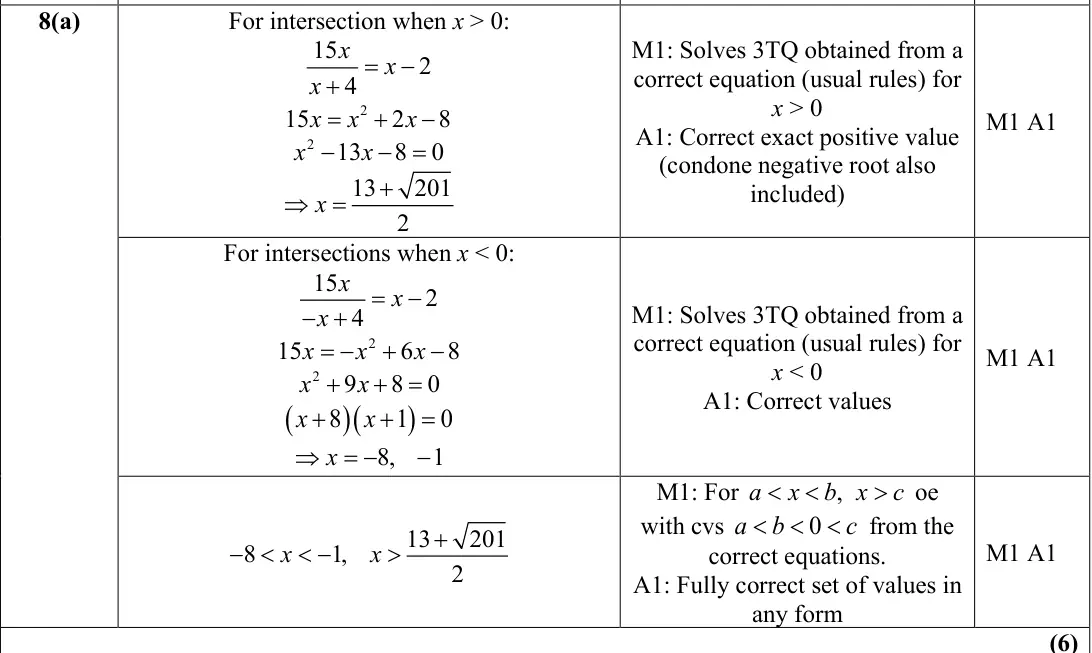 8(a)
For intersection when x > 0:
15x/(x + 4) = x − 2
15x = x² + 2x − 8
x² − 13x − 8 = 0
⇒ x = (13 + √201)/2
M1: Solves 3TQ obtained from a
correct equation (usual rules) for
x > 0
A1: Correct exact positive value
(condone negative root also
included)
M1 A1
For intersections when x < 0:
15x/(−x + 4) = x − 2
15x = −x² + 6x − 8
x² + 9x + 8 = 0
(x + 8)(x + 1) = 0
⇒ x = −8, −1
M1: Solves 3TQ obtained from a
correct equation (usual rules) for
x < 0
A1: Correct values
M1 A1
−8 < x < −1, x > (13 + √201)/2
M1: For a < x < b, x > c oe
with cvs a < b < 0 < c from the
correct equations.
A1: Fully correct set of values in
any form
M1 A1
(6)